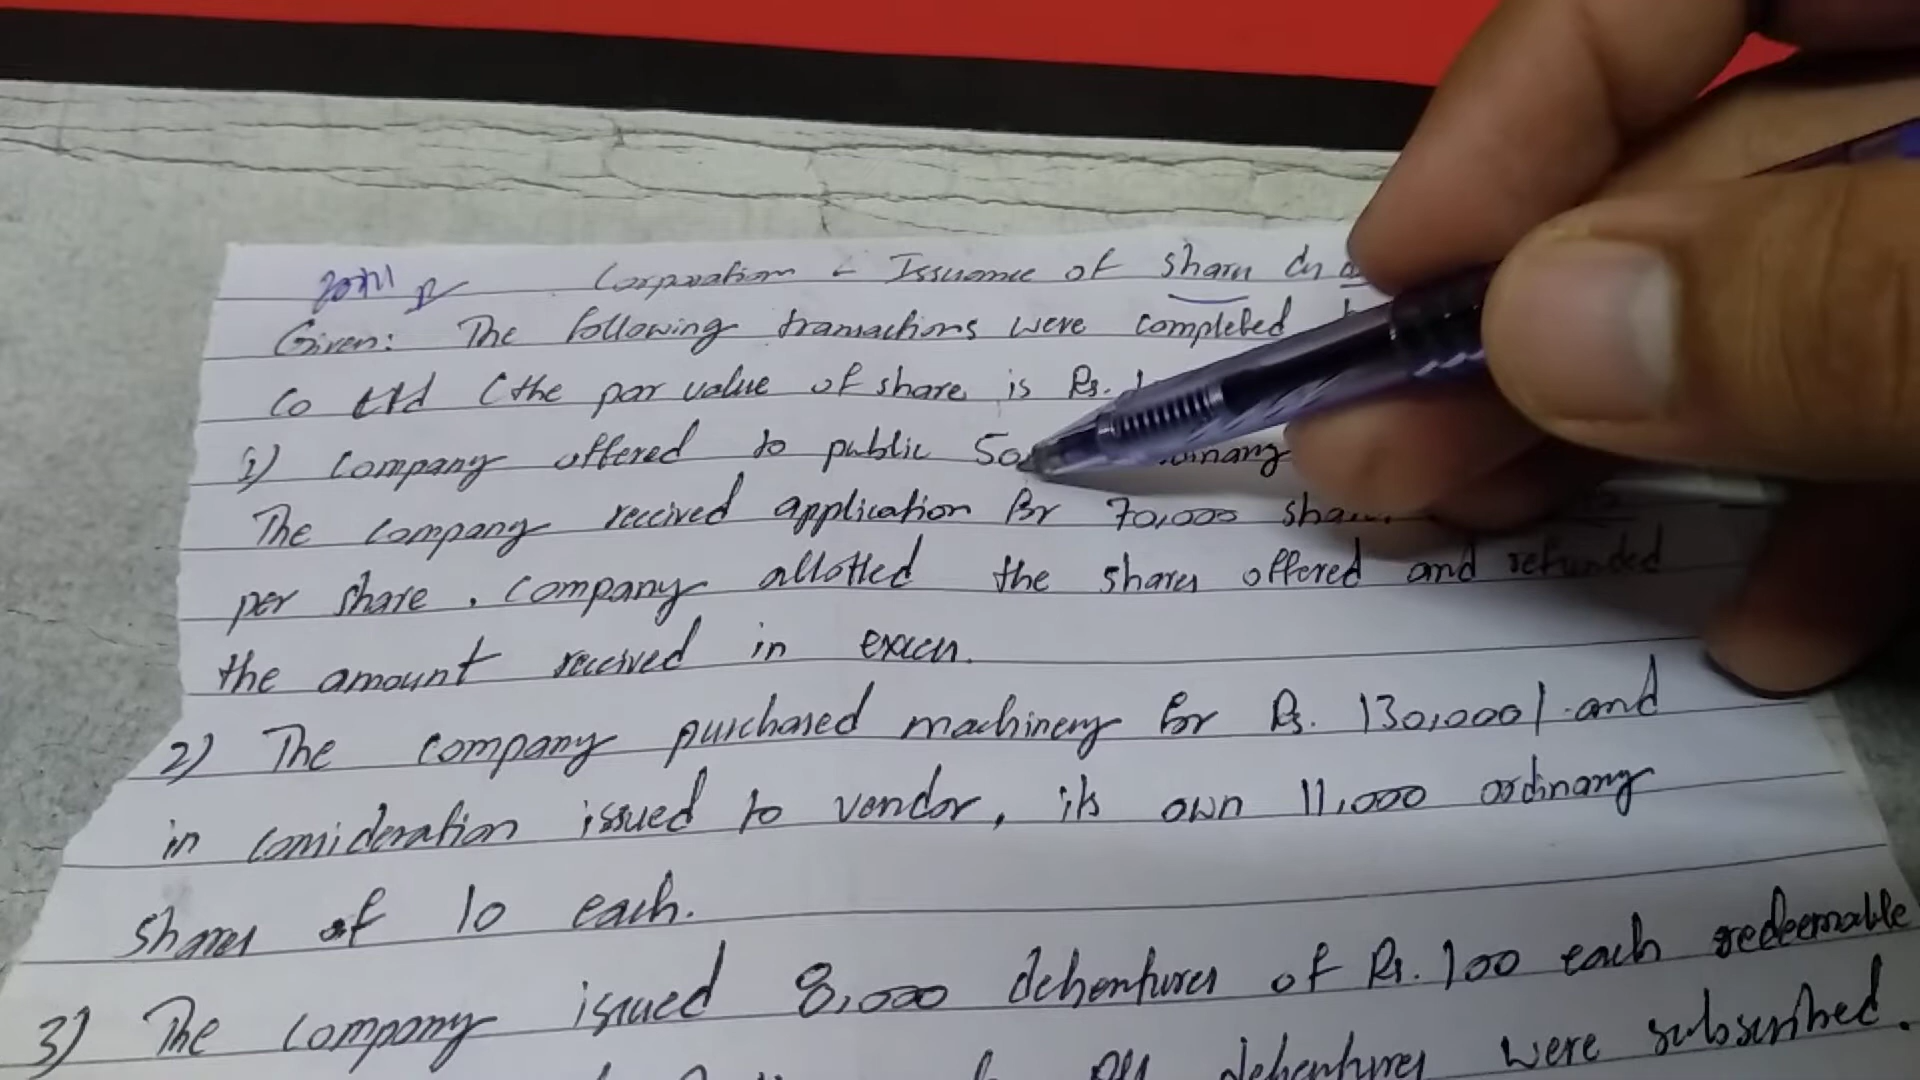 Corporation - Issuance of share
Given: The following transactions were completed
Co Ltd (the par value of share is Rs.
1) Company offered to public
The company received application for 70,000
per share. Company allotted the shares offered and refunded
the amount received in excess.
2) The company purchased machinery for Rs. 130,000/- and
in consideration issued to vendor, its own 11,000 ordinary
shares of 10 each.
3) The company issued 8,000 debentures of Rs. 100 each redeemable
debentures were subscribed.